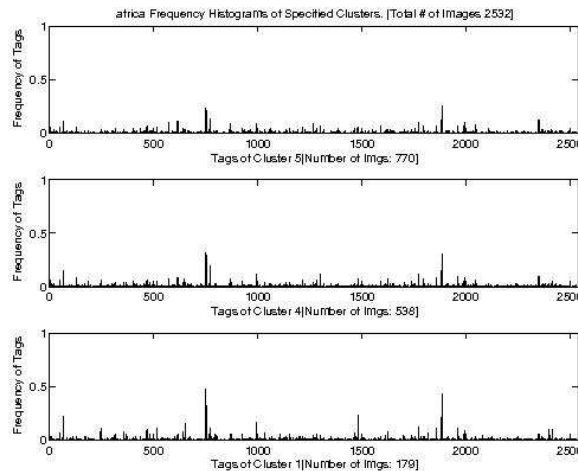 africa Frequency Histograms of Specified Clusters. [Total # of Images 2532]
Frequency of Tags
1
0.5
0
0 500 1000 1500 2000 250
Tags of Cluster 5[Number of Imgs: 770]
Frequency of Tags
1
0.5
0
0 500 1000 1500 2000 250
Tags of Cluster 4[Number of Imgs: 538]
Frequency of Tags
1
0.5
0
0 500 1000 1500 2000 250
Tags of Cluster 1[Number of Imgs: 179]